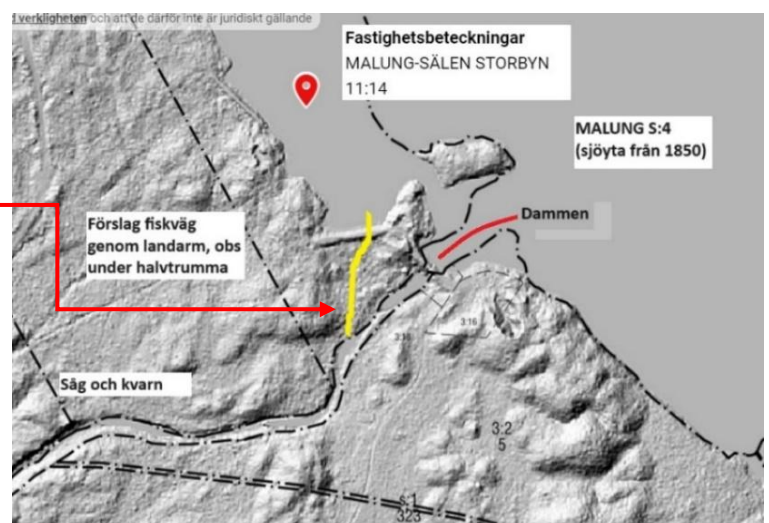 d verkligheten och att de därför inte är juridiskt gällande
Fastighetsbeteckningar
MALUNG-SÄLEN STORBYN
11:14
MALUNG S:4
(sjöyta från 1850)
Dammen
Förslag fiskväg
genom landarm, obs
under halvtrumma
3:16
Såg och kvarn
3:2
5
s:1
323